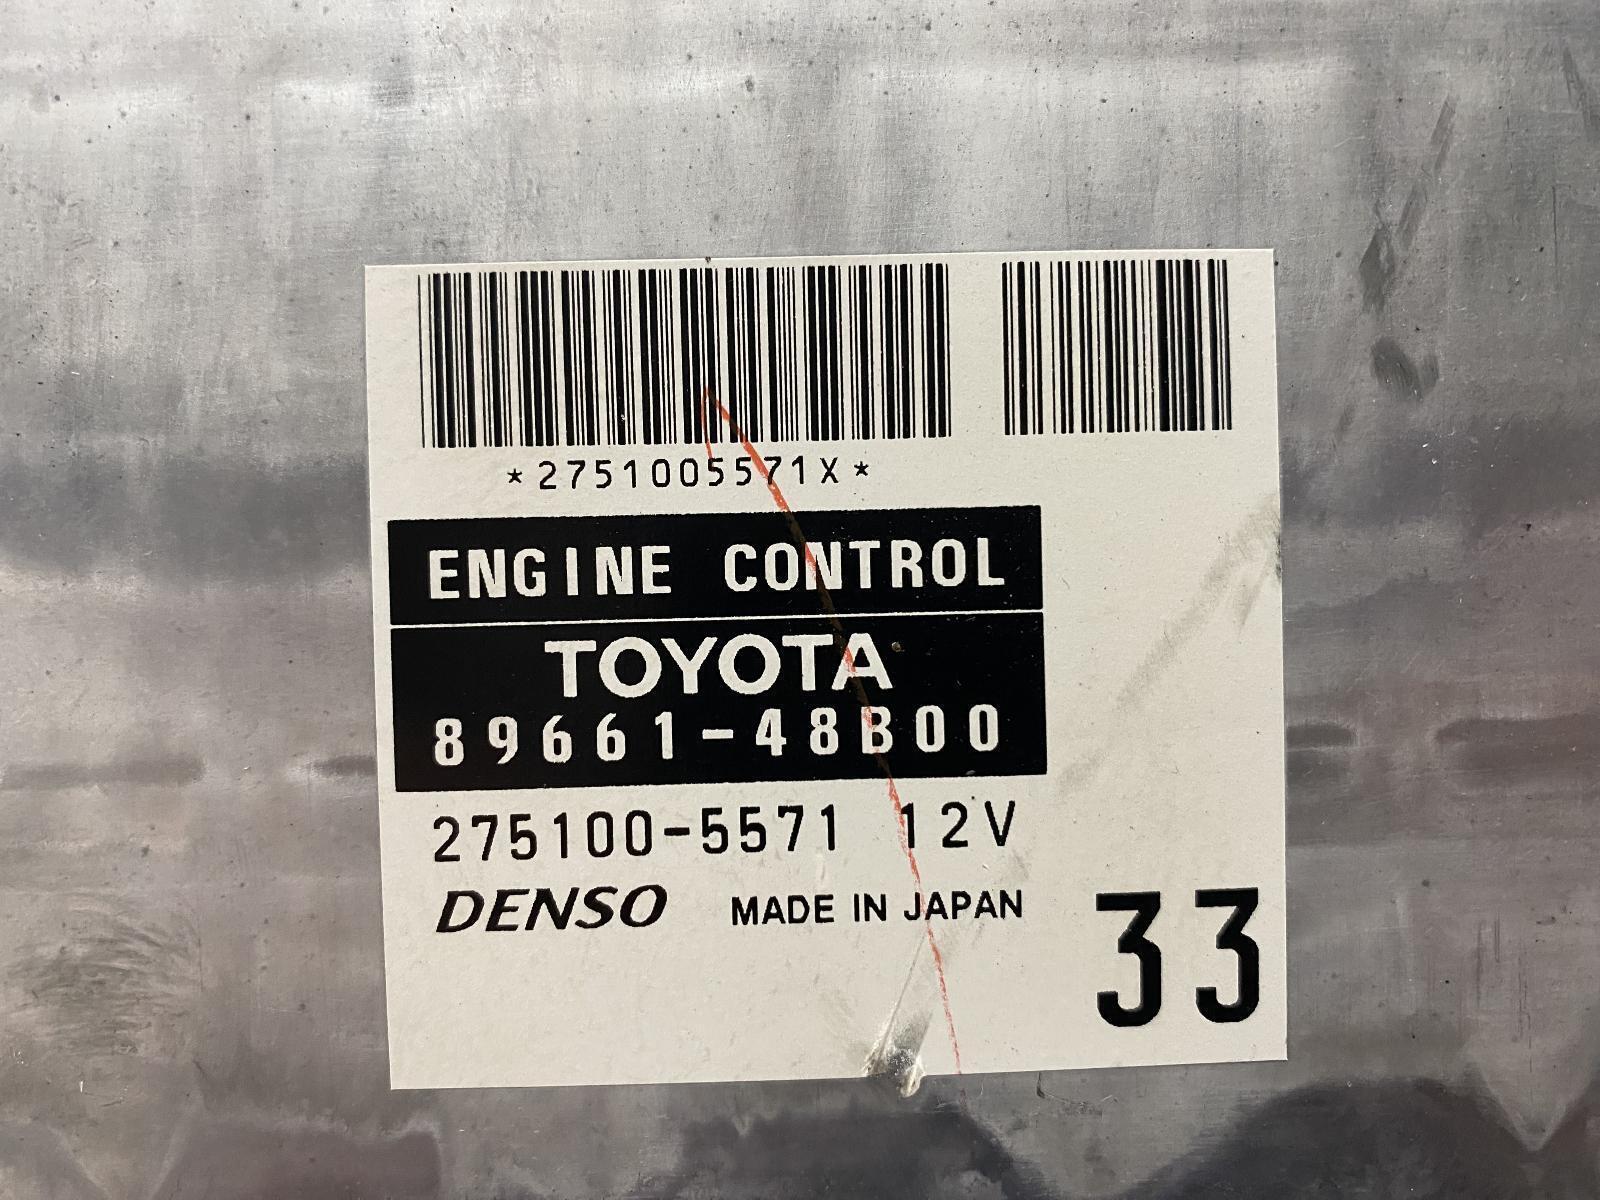 *2751005571X*
ENGINE CONTROL
TOYOTA
89661-48B00
275100-5571 12V
DENSO MADE IN JAPAN
33